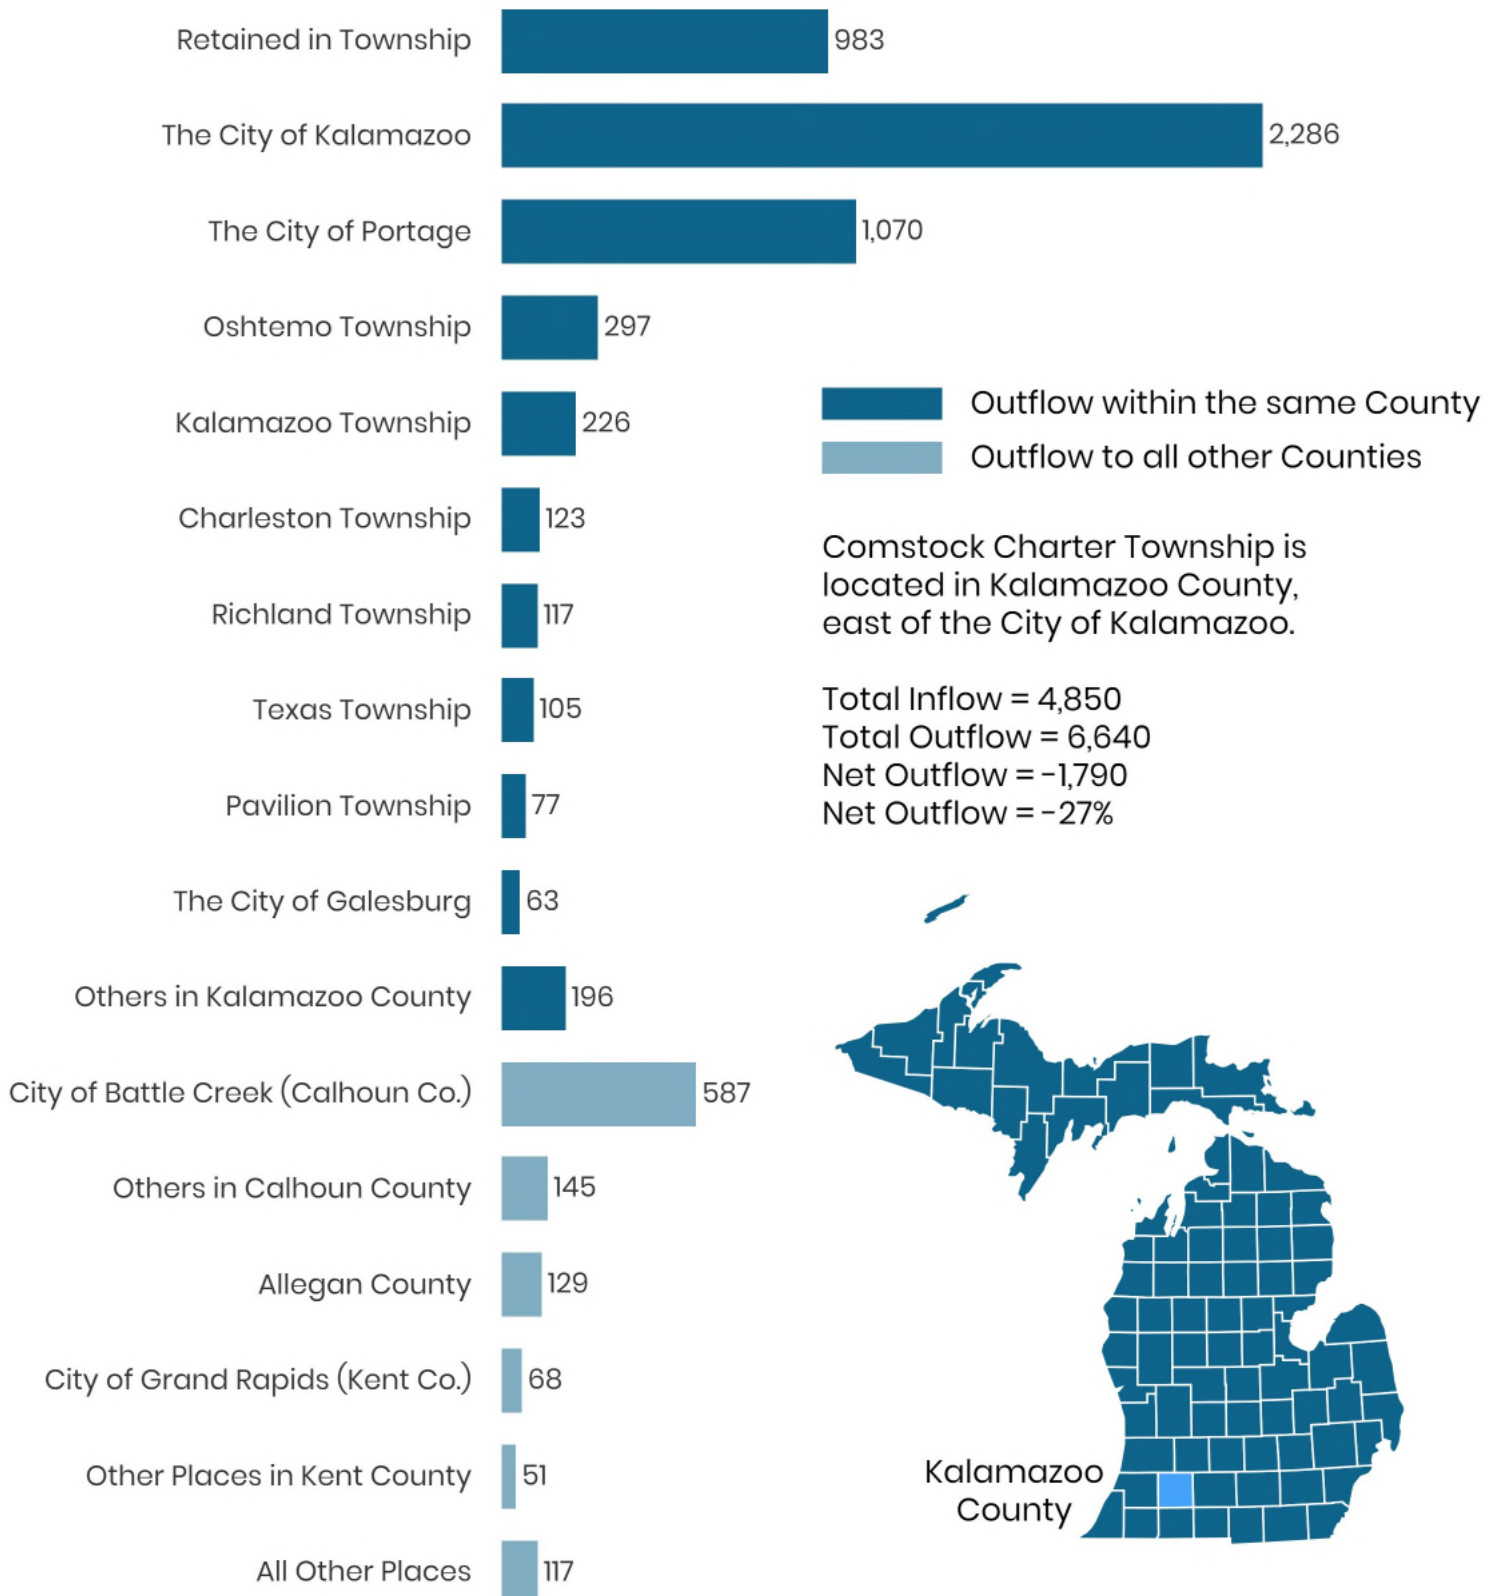 Retained in Township 983
The City of Kalamazoo 2,286
The City of Portage 1,070
Oshtemo Township 297
Kalamazoo Township 226
Charleston Township 123
Richland Township 117
Texas Township 105
Pavilion Township 77
The City of Galesburg 63
Others in Kalamazoo County 196
City of Battle Creek (Calhoun Co.) 587
Others in Calhoun County 145
Allegan County 129
City of Grand Rapids (Kent Co.) 68
Other Places in Kent County 51
All Other Places 117
Outflow within the same County
Outflow to all other Counties
Comstock Charter Township is
located in Kalamazoo County,
east of the City of Kalamazoo.
Total Inflow = 4,850
Total Outflow = 6,640
Net Outflow = -1,790
Net Outflow = -27%
Kalamazoo
County